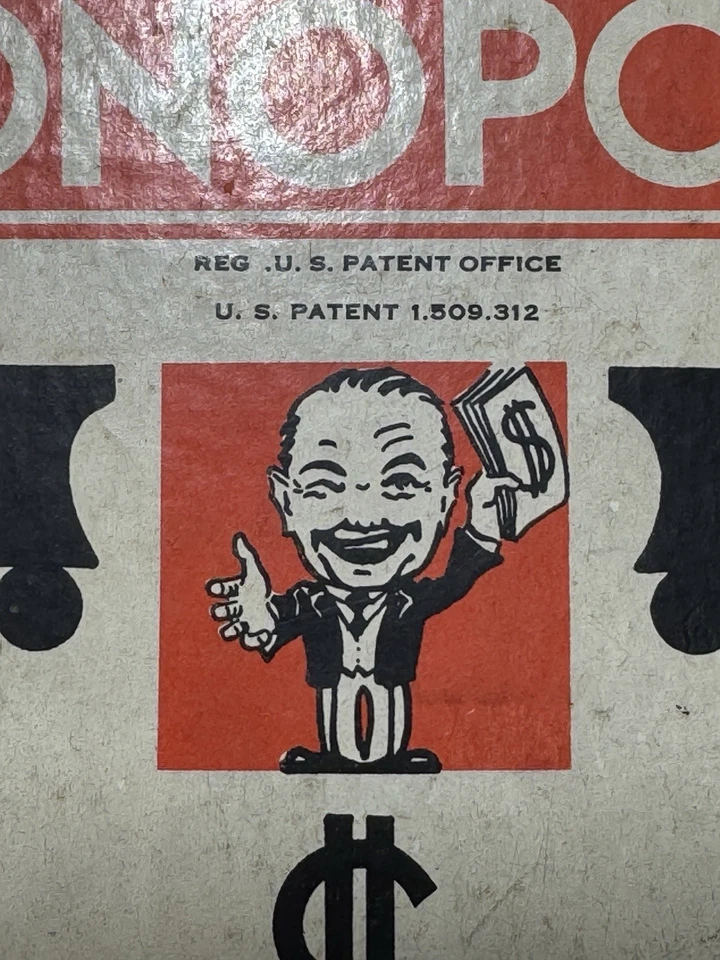 ONOPO
REG .U. S. PATENT OFFICE
U. S. PATENT 1.509.312
$